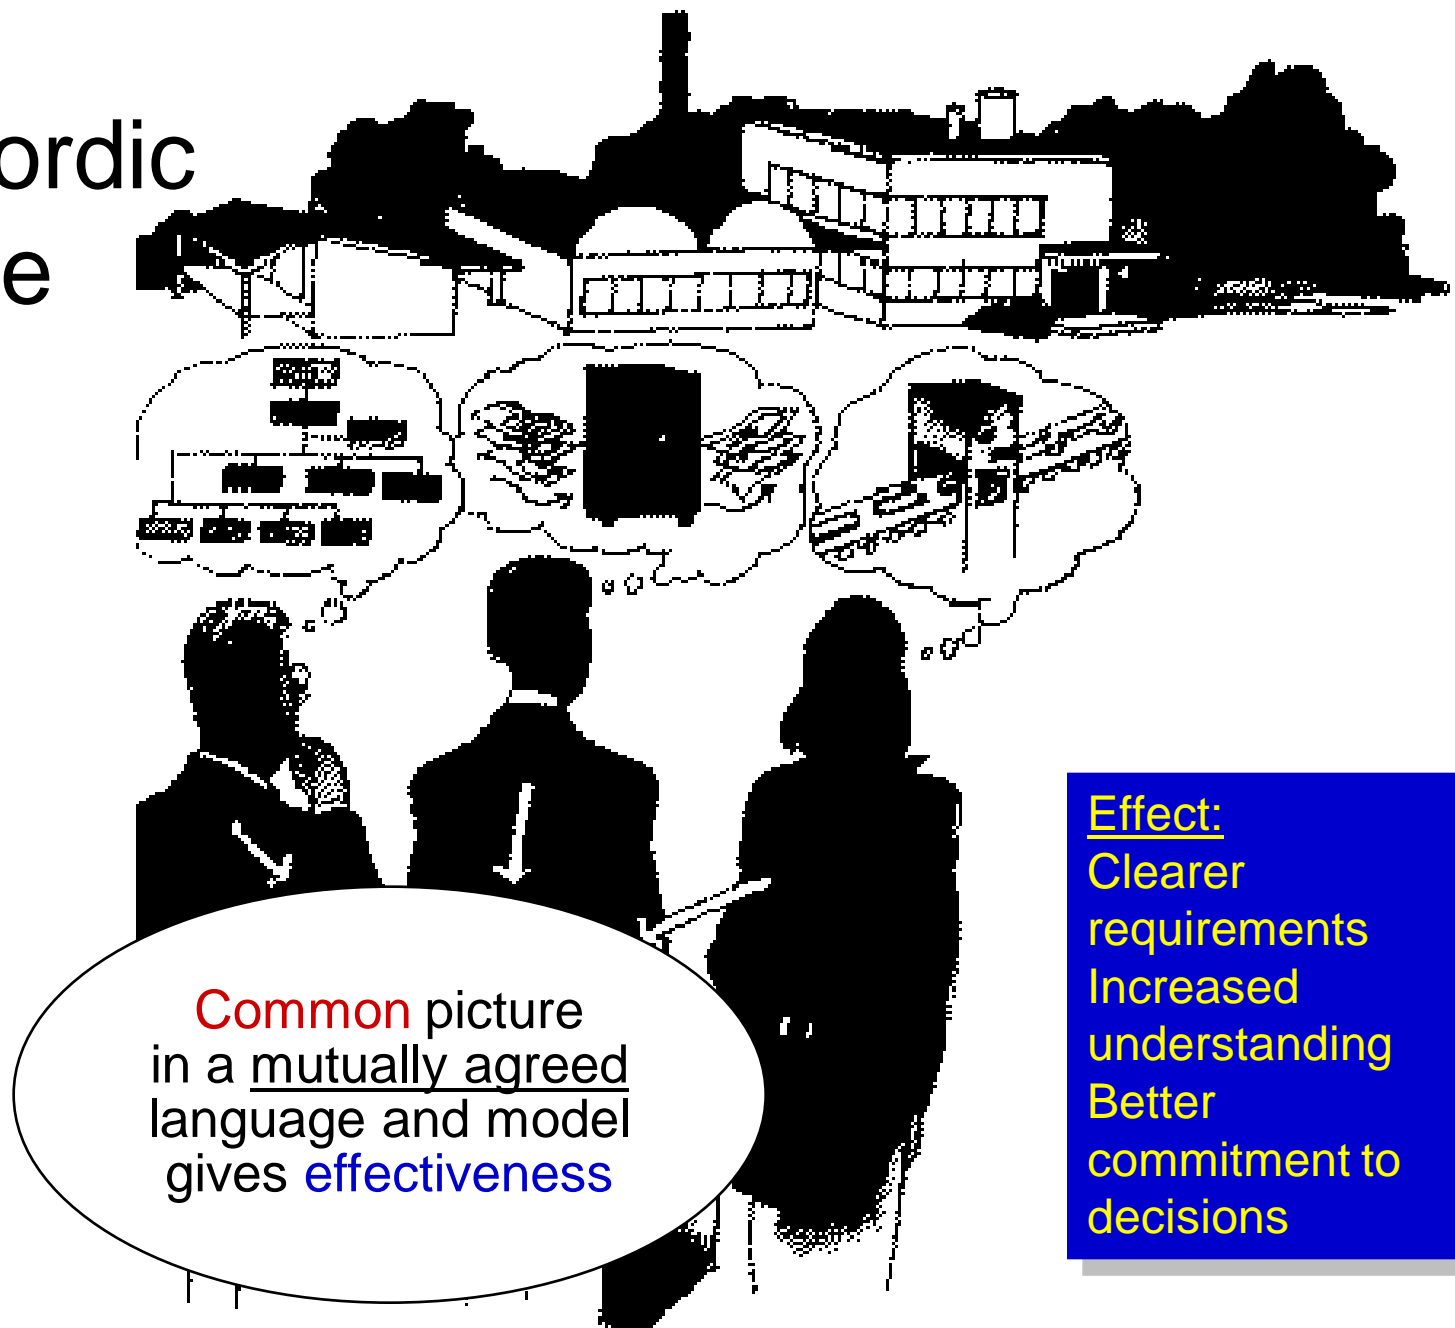 ordic
e
Common picture
in a mutually agreed
language and model
gives effectiveness
Effect:
Clearer
requirements
Increased
understanding
Better
commitment to
decisions